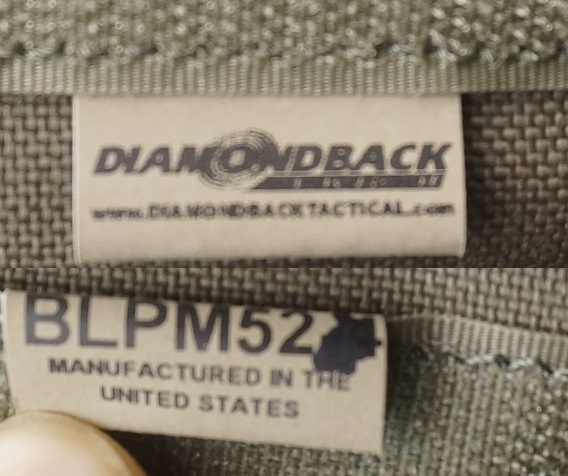 DIAMONDBACK
www.DIAMONDBACKTACTICAL.com
BLPM52
MANUFACTURED IN THE
UNITED STATES